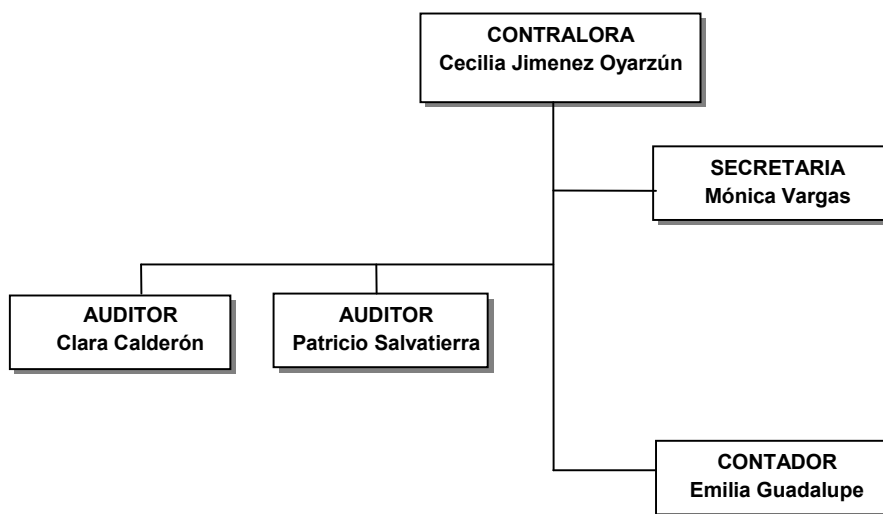 CONTRALORA
Cecilia Jimenez Oyarzún
SECRETARIA
Mónica Vargas
AUDITOR
Clara Calderón
AUDITOR
Patricio Salvatierra
CONTADOR
Emilia Guadalupe